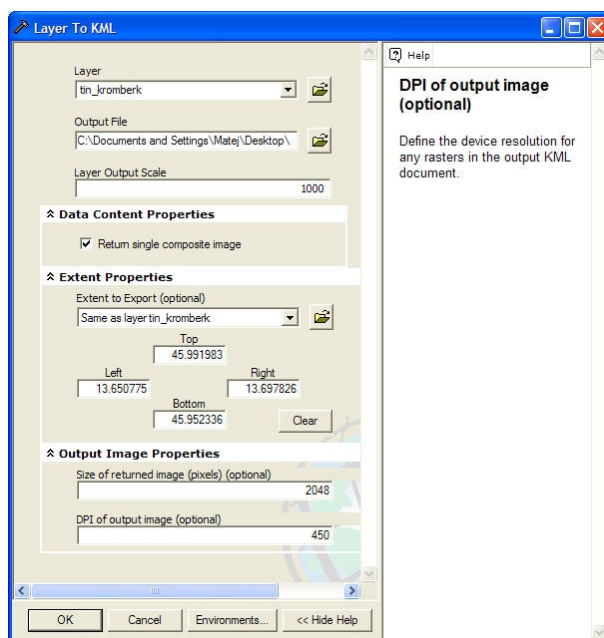 Layer To KML
Layer
tin_kromberk
Output File
C:\Documents and Settings\Matej\Desktop\
Layer Output Scale
1000
Data Content Properties
Return single composite image
Extent Properties
Extent to Export (optional)
Same as layer tin_kromberk
Top
45.991983
Left
Right
13.650775
13.697826
Bottom
45.952336
Clear
Output Image Properties
Size of returned image (pixels) (optional)
2048
DPI of output image (optional)
450
OK
Cancel
Environments...
<< Hide Help
Help
DPI of output image
(optional)
Define the device resolution for
any rasters in the output KML
document.